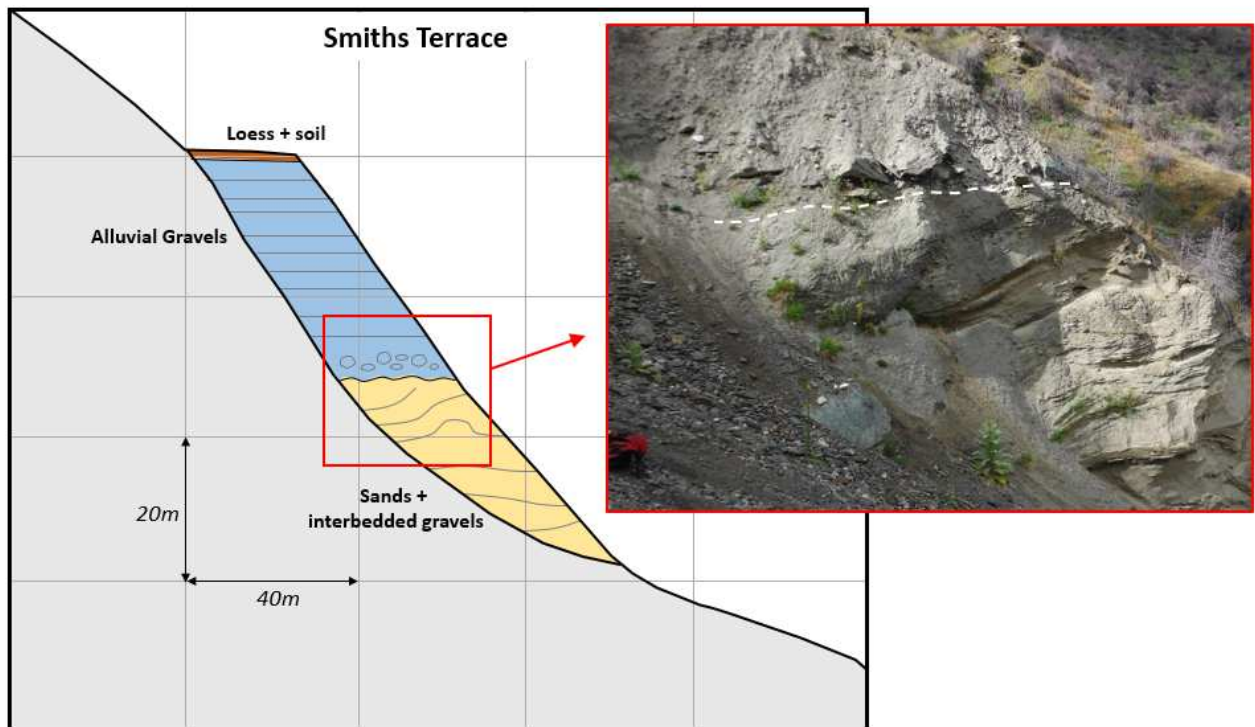 Smiths Terrace
Loess + soil
Alluvial Gravels
Sands +
interbedded gravels
20m
40m